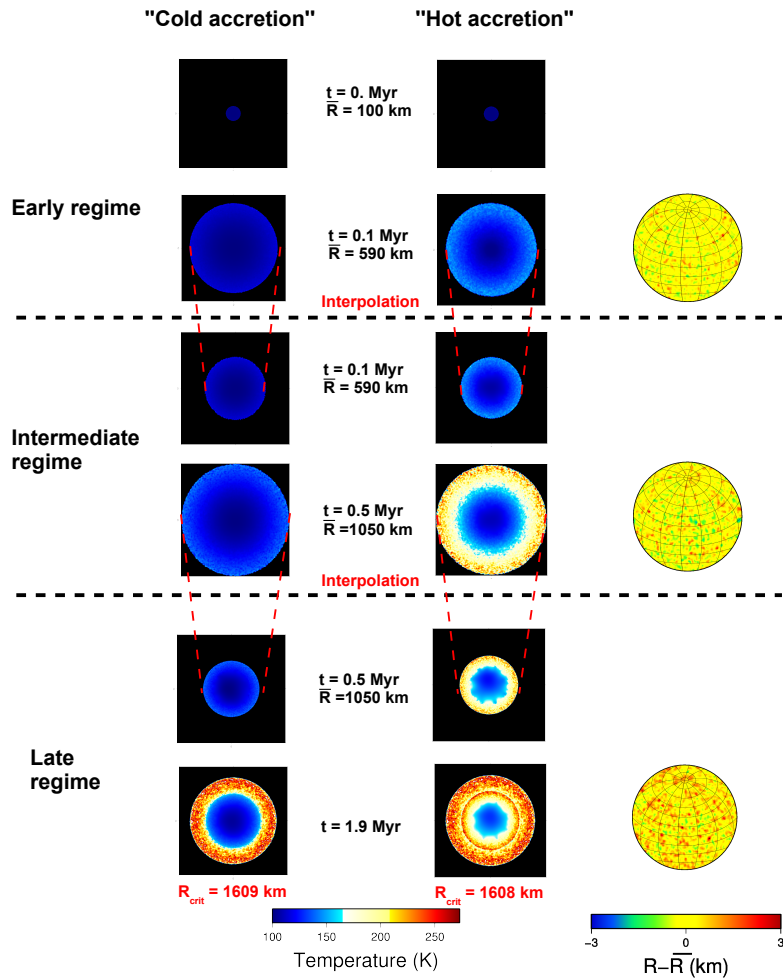 "Cold accretion" "Hot accretion"
t = 0. Myr
R = 100 km
Early regime
t = 0.1 Myr
R = 590 km
Interpolation
t = 0.1 Myr
R = 590 km
Intermediate
regime
t = 0.5 Myr
R =1050 km
Interpolation
t = 0.5 Myr
R =1050 km
Late
regime
t = 1.9 Myr
R_crit = 1609 km R_crit = 1608 km
100 150 200 250
Temperature (K)
−3 0 3
R−R (km)